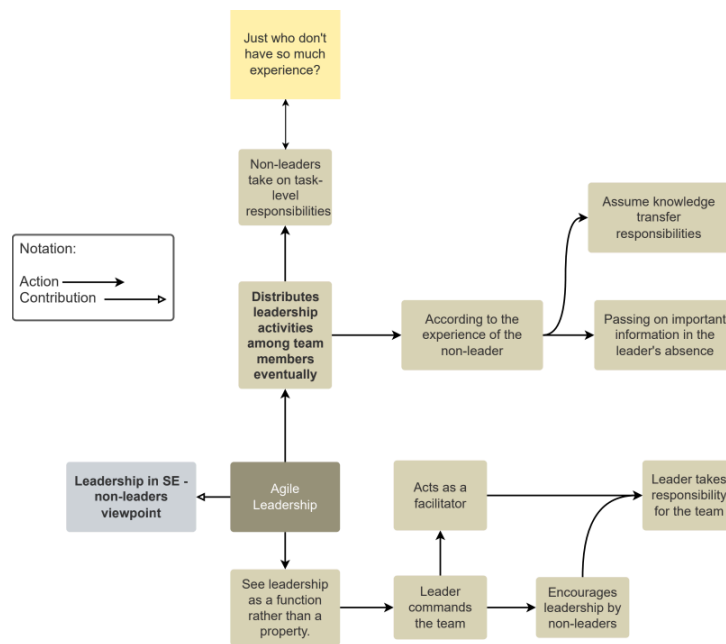 Just who don't
have so much
experience?
Non-leaders
take on task-
level
responsibilities
Assume knowledge
transfer
responsibilities
Notation:
Action
Contribution
Distributes
leadership
activities
among team
members
eventually
According to the
experience of the
non-leader
Passing on important
information in the
leader's absence
Leadership in SE -
non-leaders
viewpoint
Agile
Leadership
Acts as a
facilitator
Leader takes
responsibility
for the team
See leadership
as a function
rather than a
property.
Leader
commands
the team
Encourages
leadership by
non-leaders